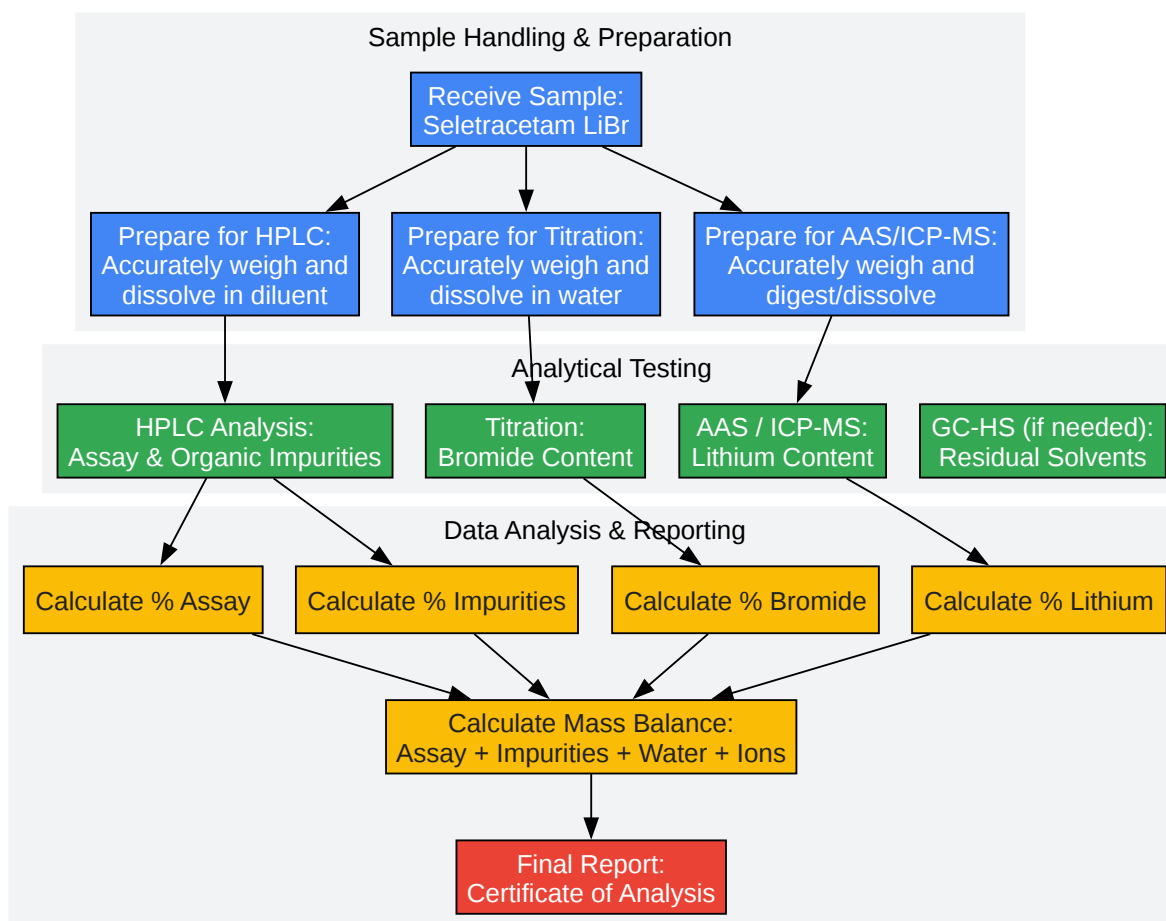 Sample Handling & Preparation
Receive Sample:
Seletracetam LiBr
Prepare for HPLC:
Accurately weigh and
dissolve in diluent
Prepare for Titration:
Accurately weigh and
dissolve in water
Prepare for AAS/ICP-MS:
Accurately weigh and
digest/dissolve
Analytical Testing
HPLC Analysis:
Assay & Organic Impurities
Titration:
Bromide Content
AAS / ICP-MS:
Lithium Content
GC-HS (if needed):
Residual Solvents
Data Analysis & Reporting
Calculate % Assay
Calculate % Impurities
Calculate % Bromide
Calculate % Lithium
Calculate Mass Balance:
Assay + Impurities + Water + Ions
Final Report:
Certificate of Analysis